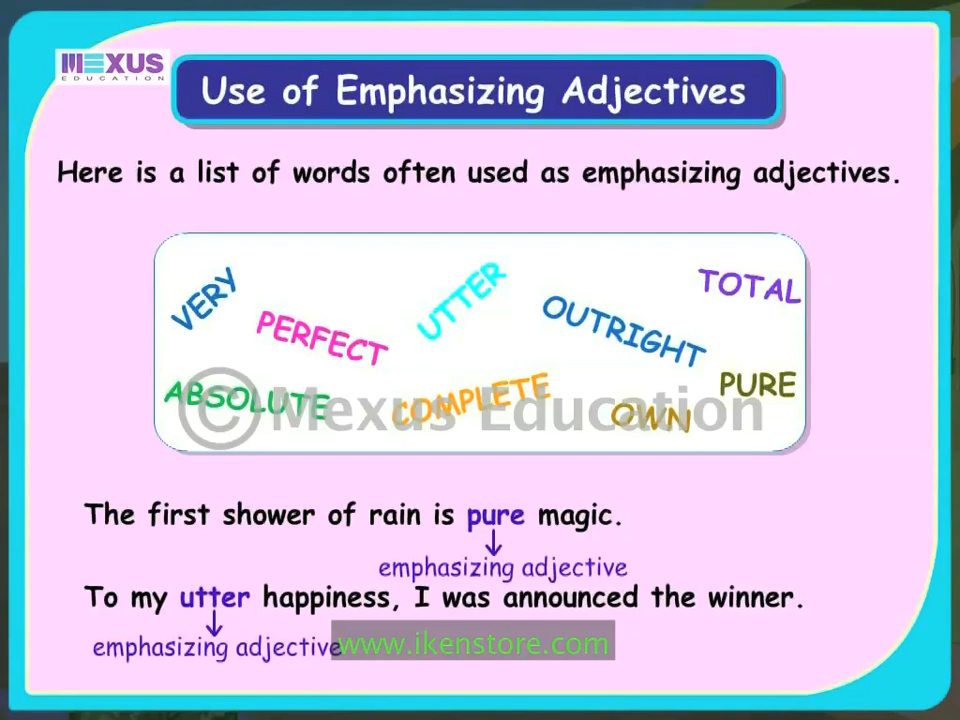 MEXUS
EDUCATION
Use of Emphasizing Adjectives
Here is a list of words often used as emphasizing adjectives.
VERY
PERFECT
UTTER
OUTRIGHT
TOTAL
ABSOLUTE
COMPLETE
OWN
PURE
© Mexus Education
The first shower of rain is pure magic.
emphasizing adjective
To my utter happiness, I was announced the winner.
emphasizing adjective
www.ikenstore.com